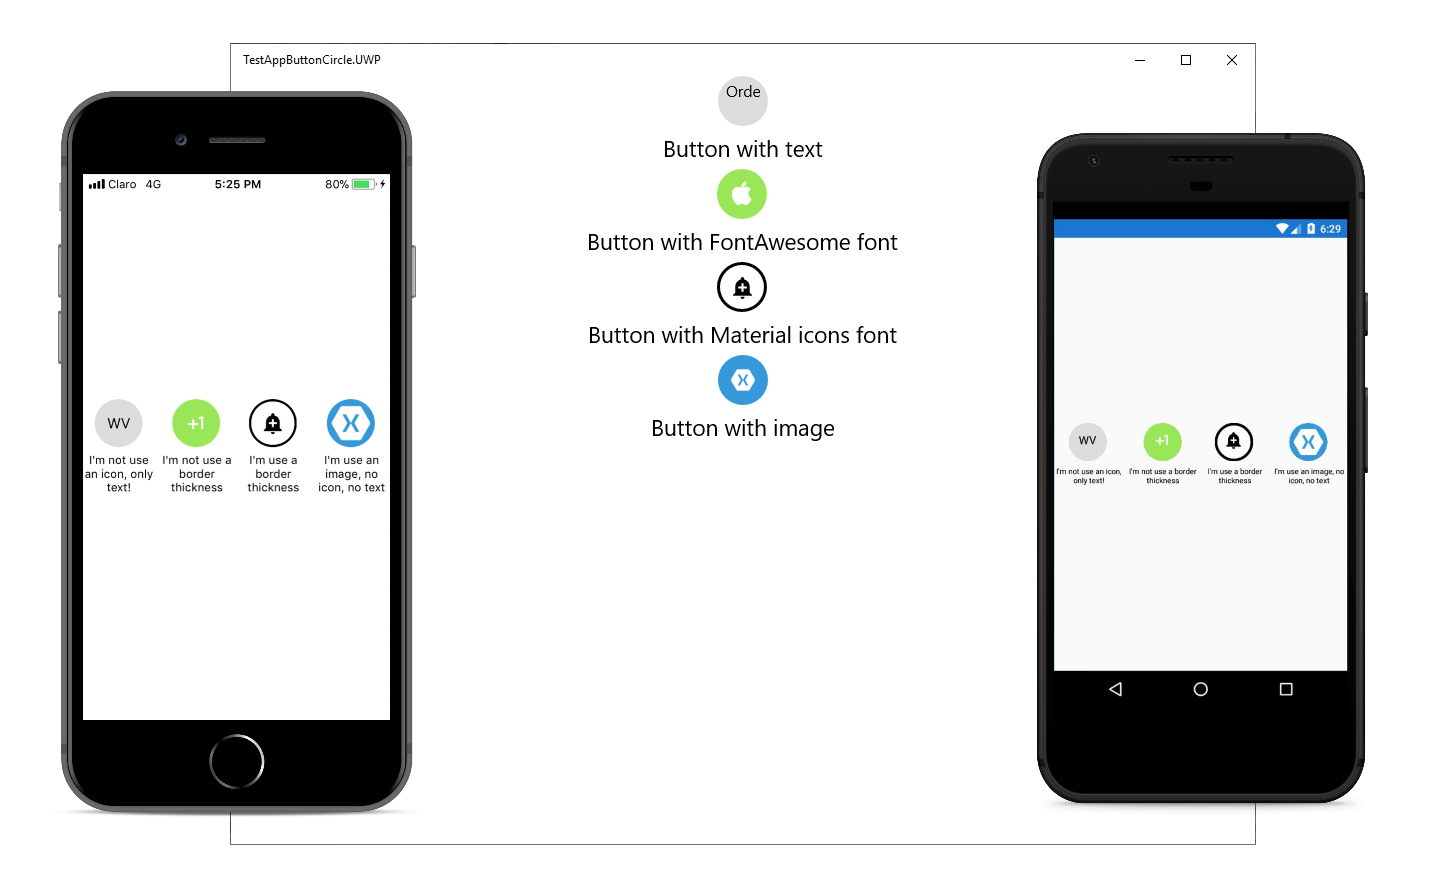 TestAppButtonCircle.UWP
Orde
Button with text
Button with FontAwesome font
Button with Material icons font
Button with image
Claro 4G 5:25 PM 80%
WV
+1
I'm not use
an icon, only
text!
I'm not use a
border
thickness
I'm use a
border
thickness
I'm use an
image, no
icon, no text
6:29
WV
+1
I'm not use an icon,
only text!
I'm not use a border
thickness
I'm use a border
thickness
I'm use an image, no
icon, no text